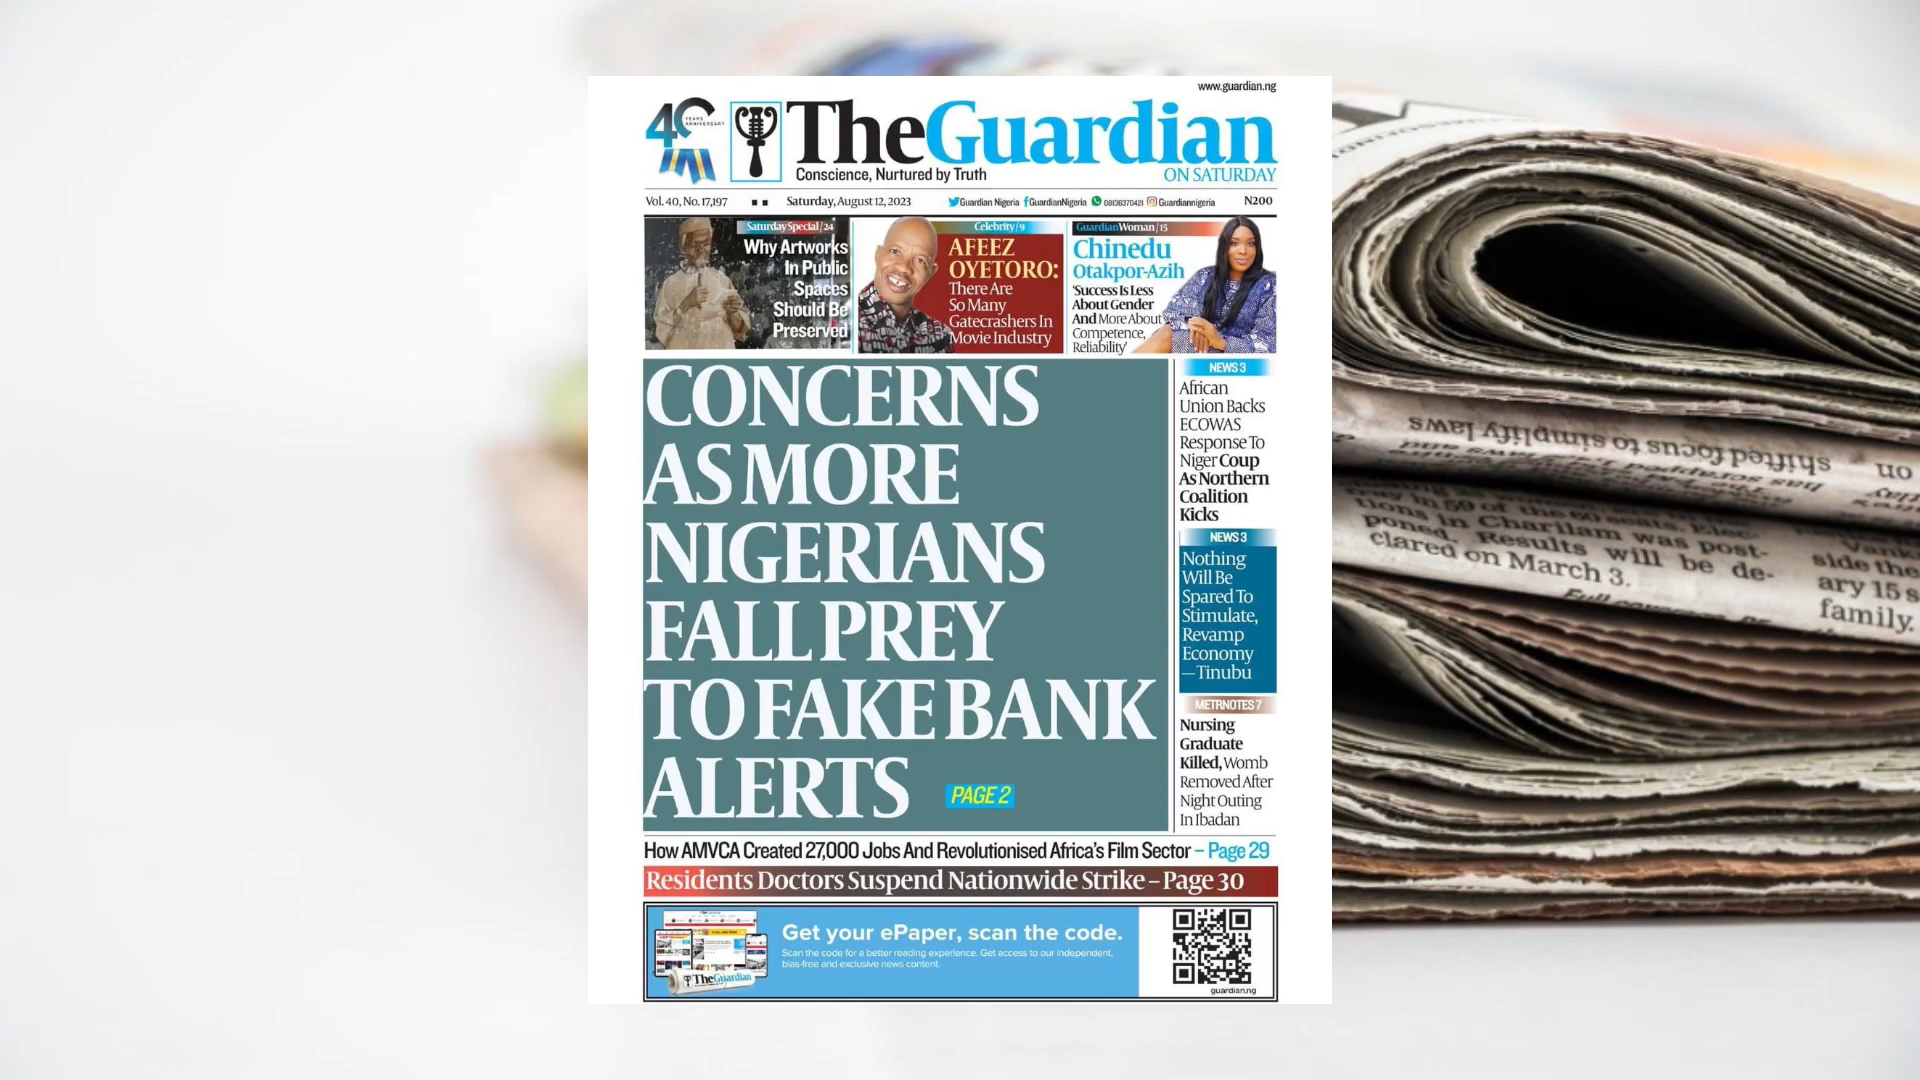 www.guardian.ng
40 YEARS ANNIVERSARY
TheGuardian
Conscience, Nurtured by Truth
ON SATURDAY
Vol. 40, No. 17,197
Saturday, August 12, 2023
Guardian Nigeria GuardianNigeria 08136370421 Guardiannigeria
N200
Saturday Special/24
Why Artworks
In Public
Spaces
Should Be
Preserved
Celebrity/9
AFEEZ
OYETORO:
There Are
So Many
Gatecrashers In
Movie Industry
GuardianWoman/15
Chinedu
Otakpor-Azih
'Success Is Less
About Gender
And More About
Competence,
Reliability'
CONCERNS
AS MORE
NIGERIANS
FALL PREY
TO FAKE BANK
ALERTS
PAGE 2
NEWS 3
African
Union Backs
ECOWAS
Response To
Niger Coup
As Northern
Coalition
Kicks
NEWS 3
Nothing
Will Be
Spared To
Stimulate,
Revamp
Economy
—Tinubu
METRNOTES 7
Nursing
Graduate
Killed, Womb
Removed After
Night Outing
In Ibadan
How AMVCA Created 27,000 Jobs And Revolutionised Africa's Film Sector – Page 29
Residents Doctors Suspend Nationwide Strike – Page 30
TheGuardian
Get your ePaper, scan the code.
Scan the code for a better reading experience. Get access to our independent,
bias-free and exclusive news content.
guardian.ng
shifted focus to simplify laws
on
has scrapped
59 of the 60 seats. Elec-
tions in Charilam was post-
poned. Results will be de-
clared on March 3.
side the
ary 15 s
family.